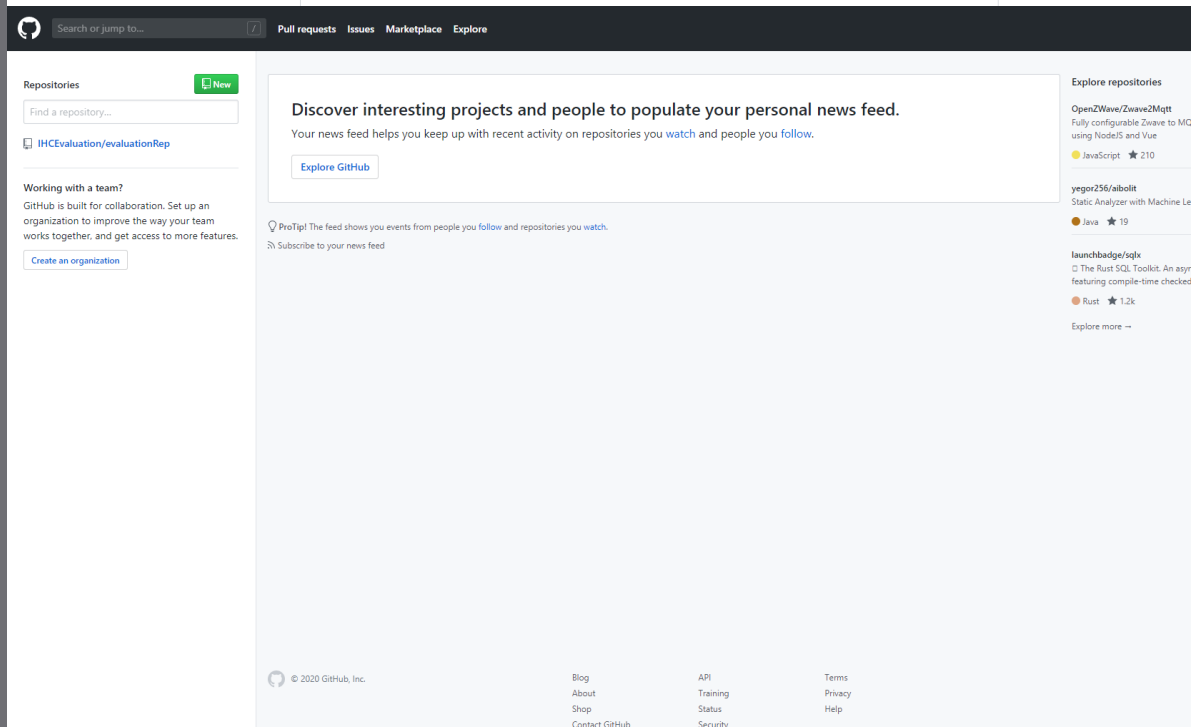 Search or jump to...
/
Pull requests
Issues
Marketplace
Explore
Repositories
New
Find a repository...
IHCEvaluation/evaluationRep
Working with a team?
GitHub is built for collaboration. Set up an
organization to improve the way your team
works together, and get access to more features.
Create an organization
Discover interesting projects and people to populate your personal news feed.
Your news feed helps you keep up with recent activity on repositories you watch and people you follow.
Explore GitHub
ProTip! The feed shows you events from people you follow and repositories you watch.
Subscribe to your news feed
Explore repositories
OpenZWave/Zwave2Mqtt
Fully configurable Zwave to MQ
using NodeJS and Vue
JavaScript 210
yegor256/aibolit
Static Analyzer with Machine Le
Java 19
launchbadge/sqlx
The Rust SQL Toolkit. An asyn
featuring compile-time checked
Rust 1.2k
Explore more →
© 2020 GitHub, Inc.
Blog
About
Shop
Contact GitHub
API
Training
Status
Security
Terms
Privacy
Help